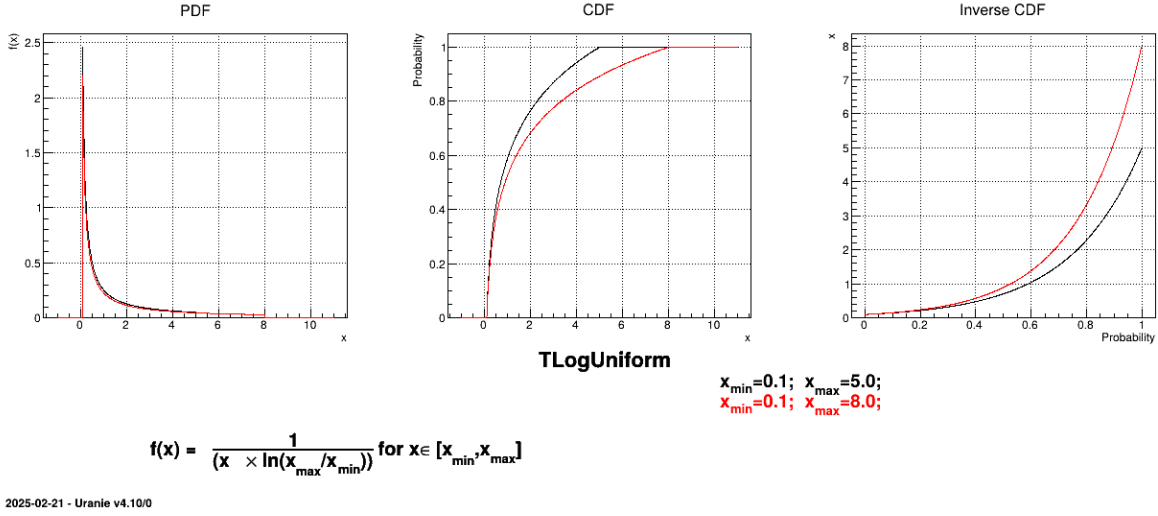 PDF
CDF
Inverse CDF
f(x)
2.5
2
1.5
1
0.5
0
0 2 4 6 8 10
x
Probability
1
0.8
0.6
0.4
0.2
0
0 2 4 6 8 10
x
x
8
7
6
5
4
3
2
1
0
0 0.2 0.4 0.6 0.8 1
Probability
TLogUniform
xmin=0.1; xmax=5.0;
xmin=0.1; xmax=8.0;
f(x) = 1 / (x × ln(xmax/xmin)) for x∈ [xmin,xmax]
2025-02-21 - Uranie v4.10/0